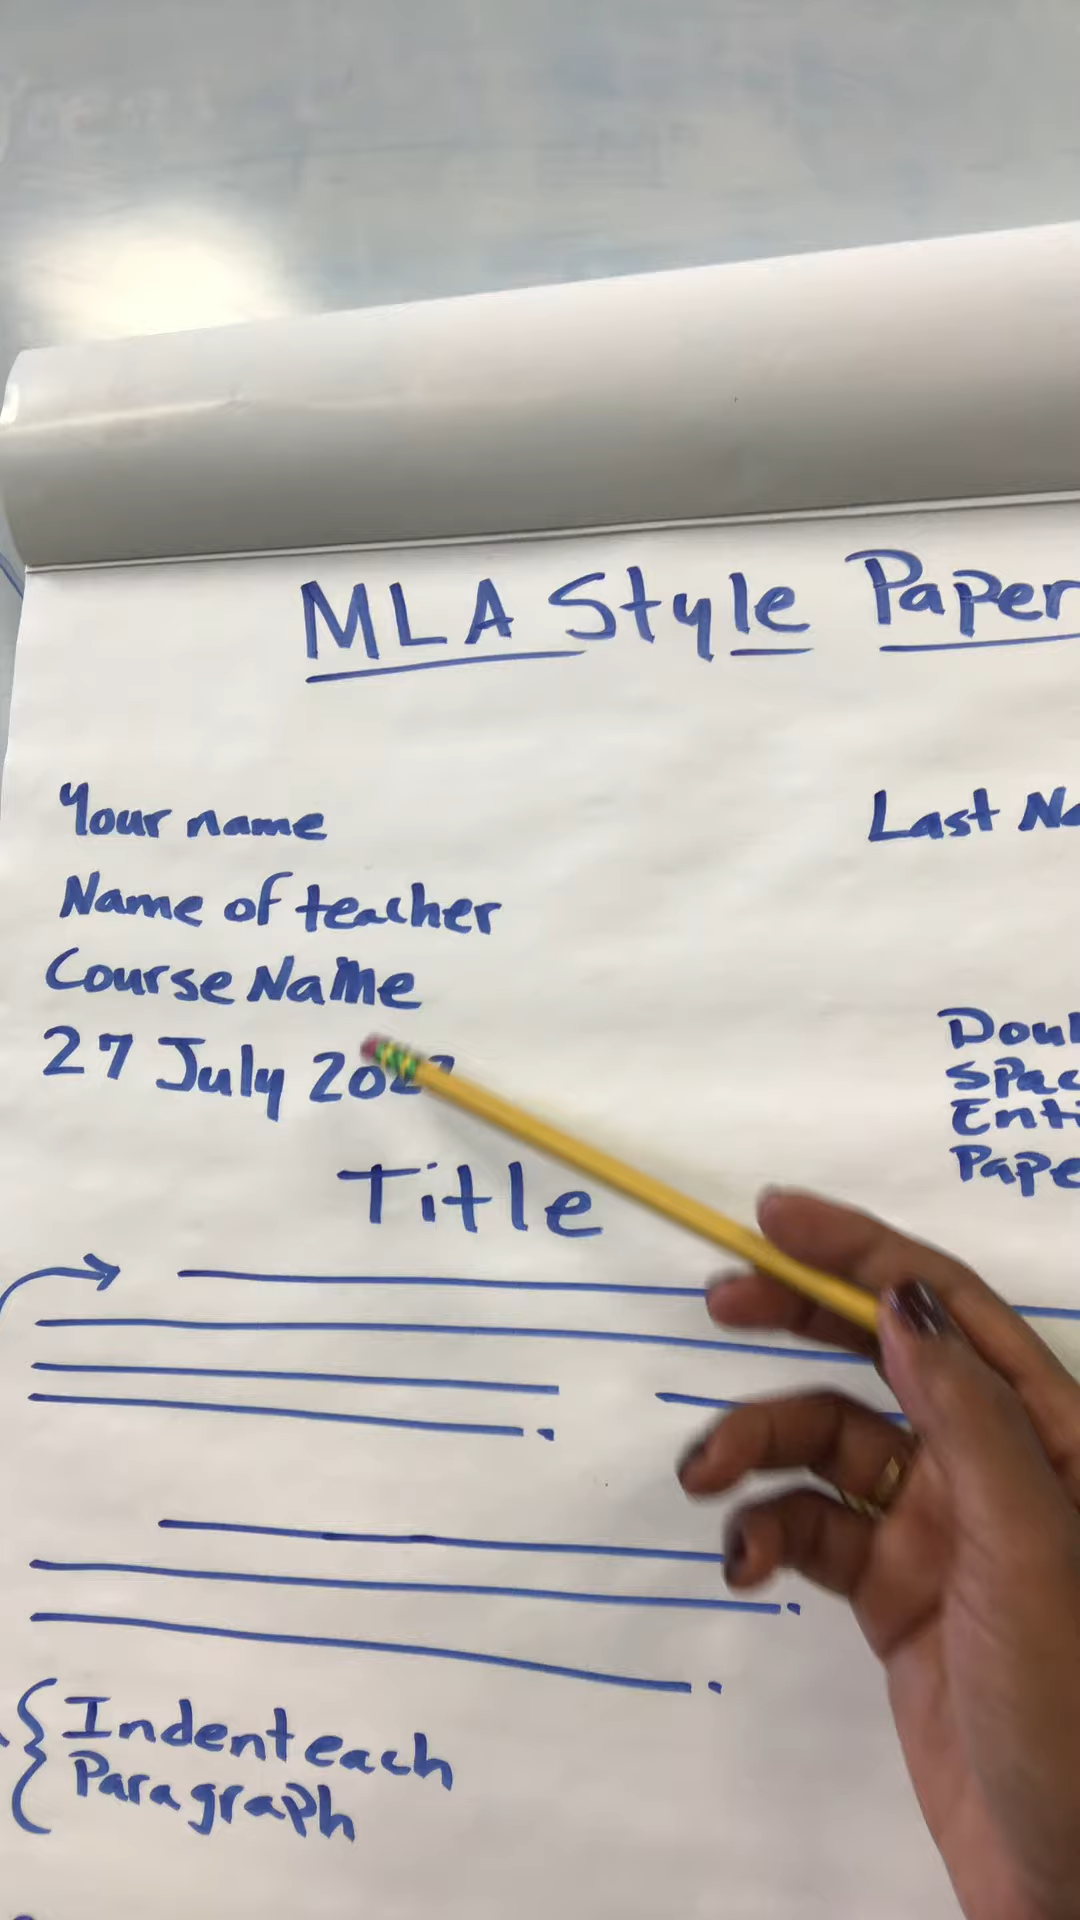 MLA Style Paper
Your name
Last
Name of teacher
Course Name
27 July
Title
Indent each
Paragraph